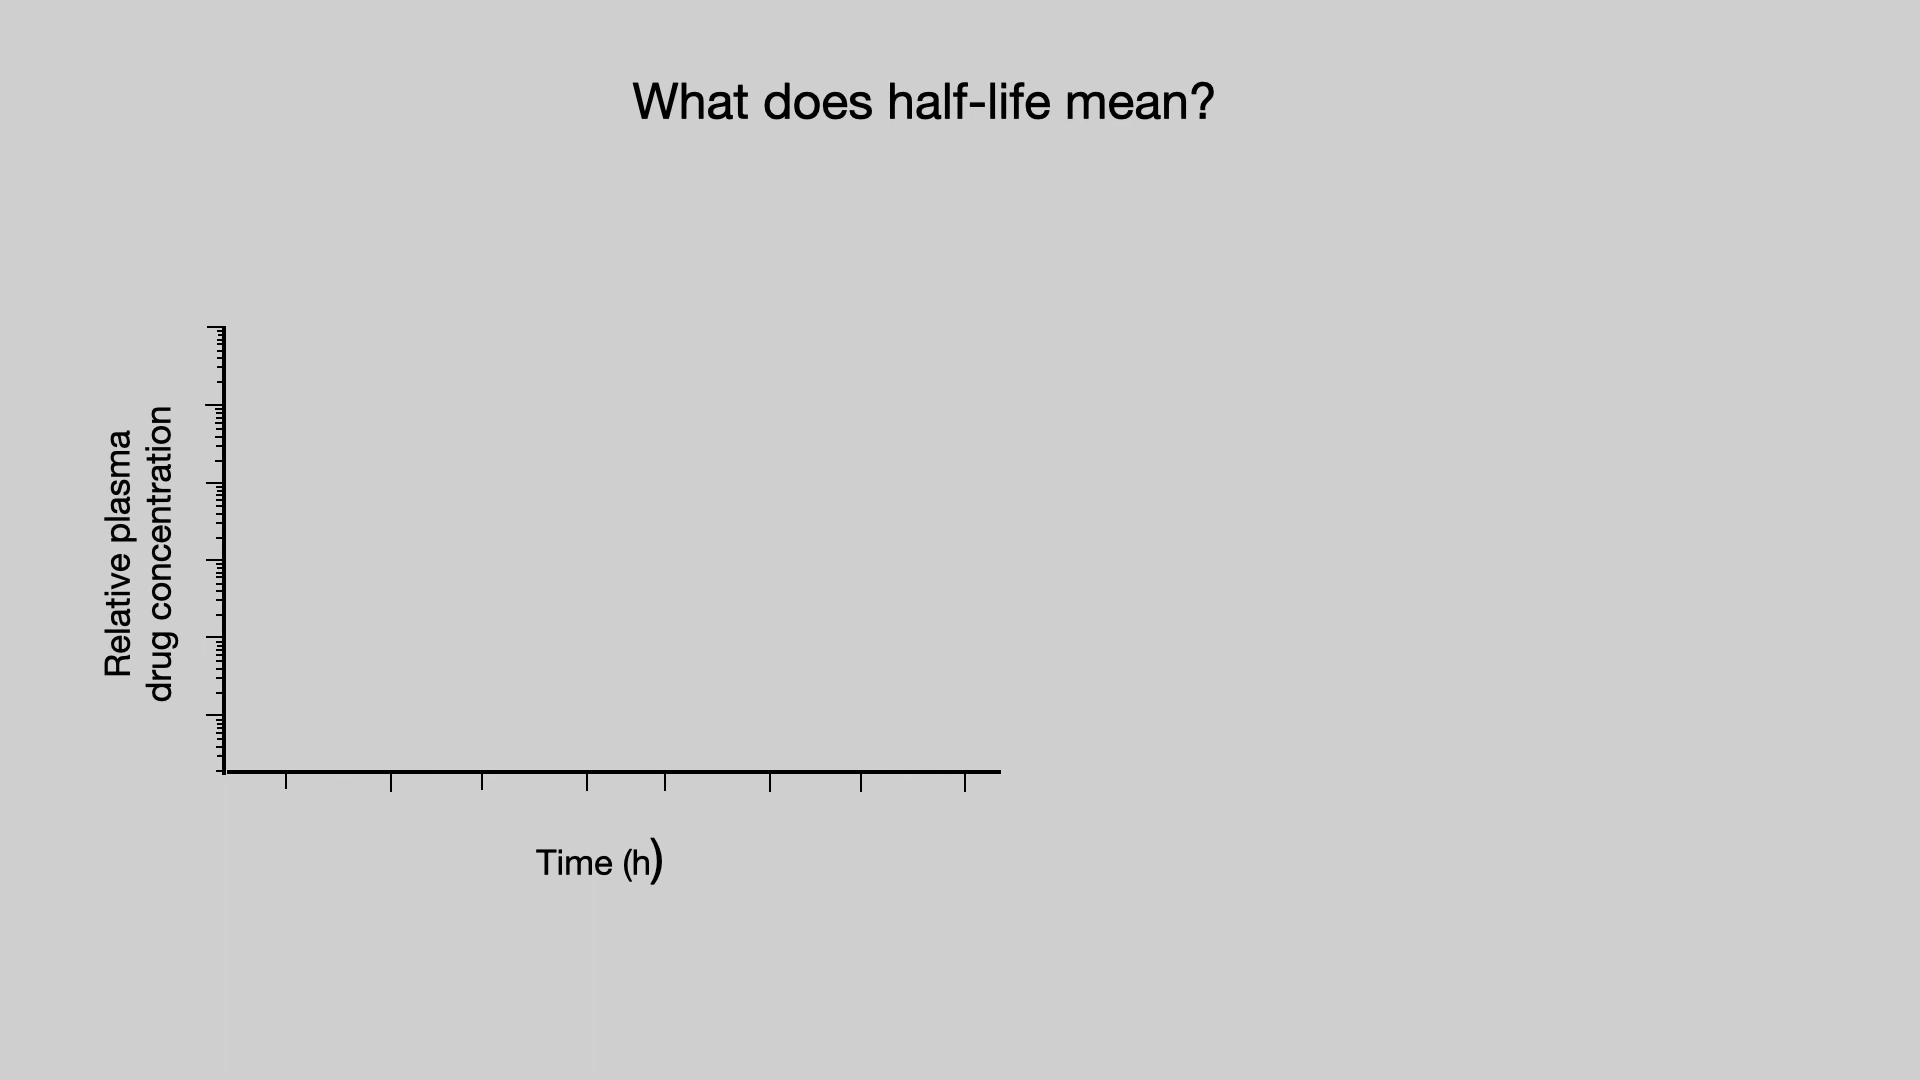 What does half-life mean?
Relative plasma
drug concentration
Time (h)